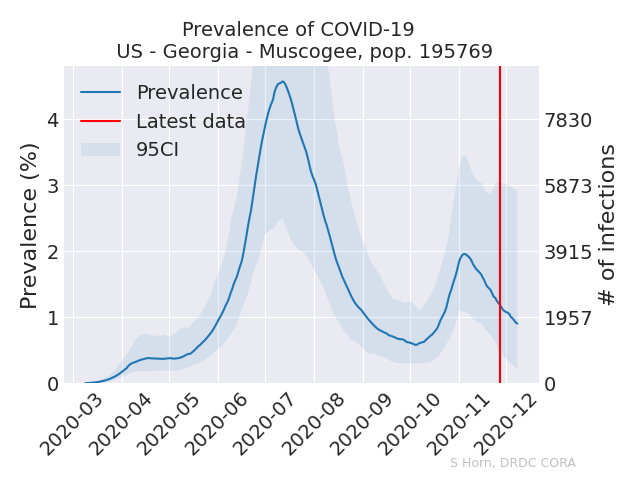 Prevalence of COVID-19
US - Georgia - Muscogee, pop. 195769
Prevalence
Latest data
95CI
Prevalence (%)
4
3
2
1
0
7830
5873
3915
1957
0
# of infections
2020-03
2020-04
2020-05
2020-06
2020-07
2020-08
2020-09
2020-10
2020-11
2020-12
S Horn, DRDC CORA